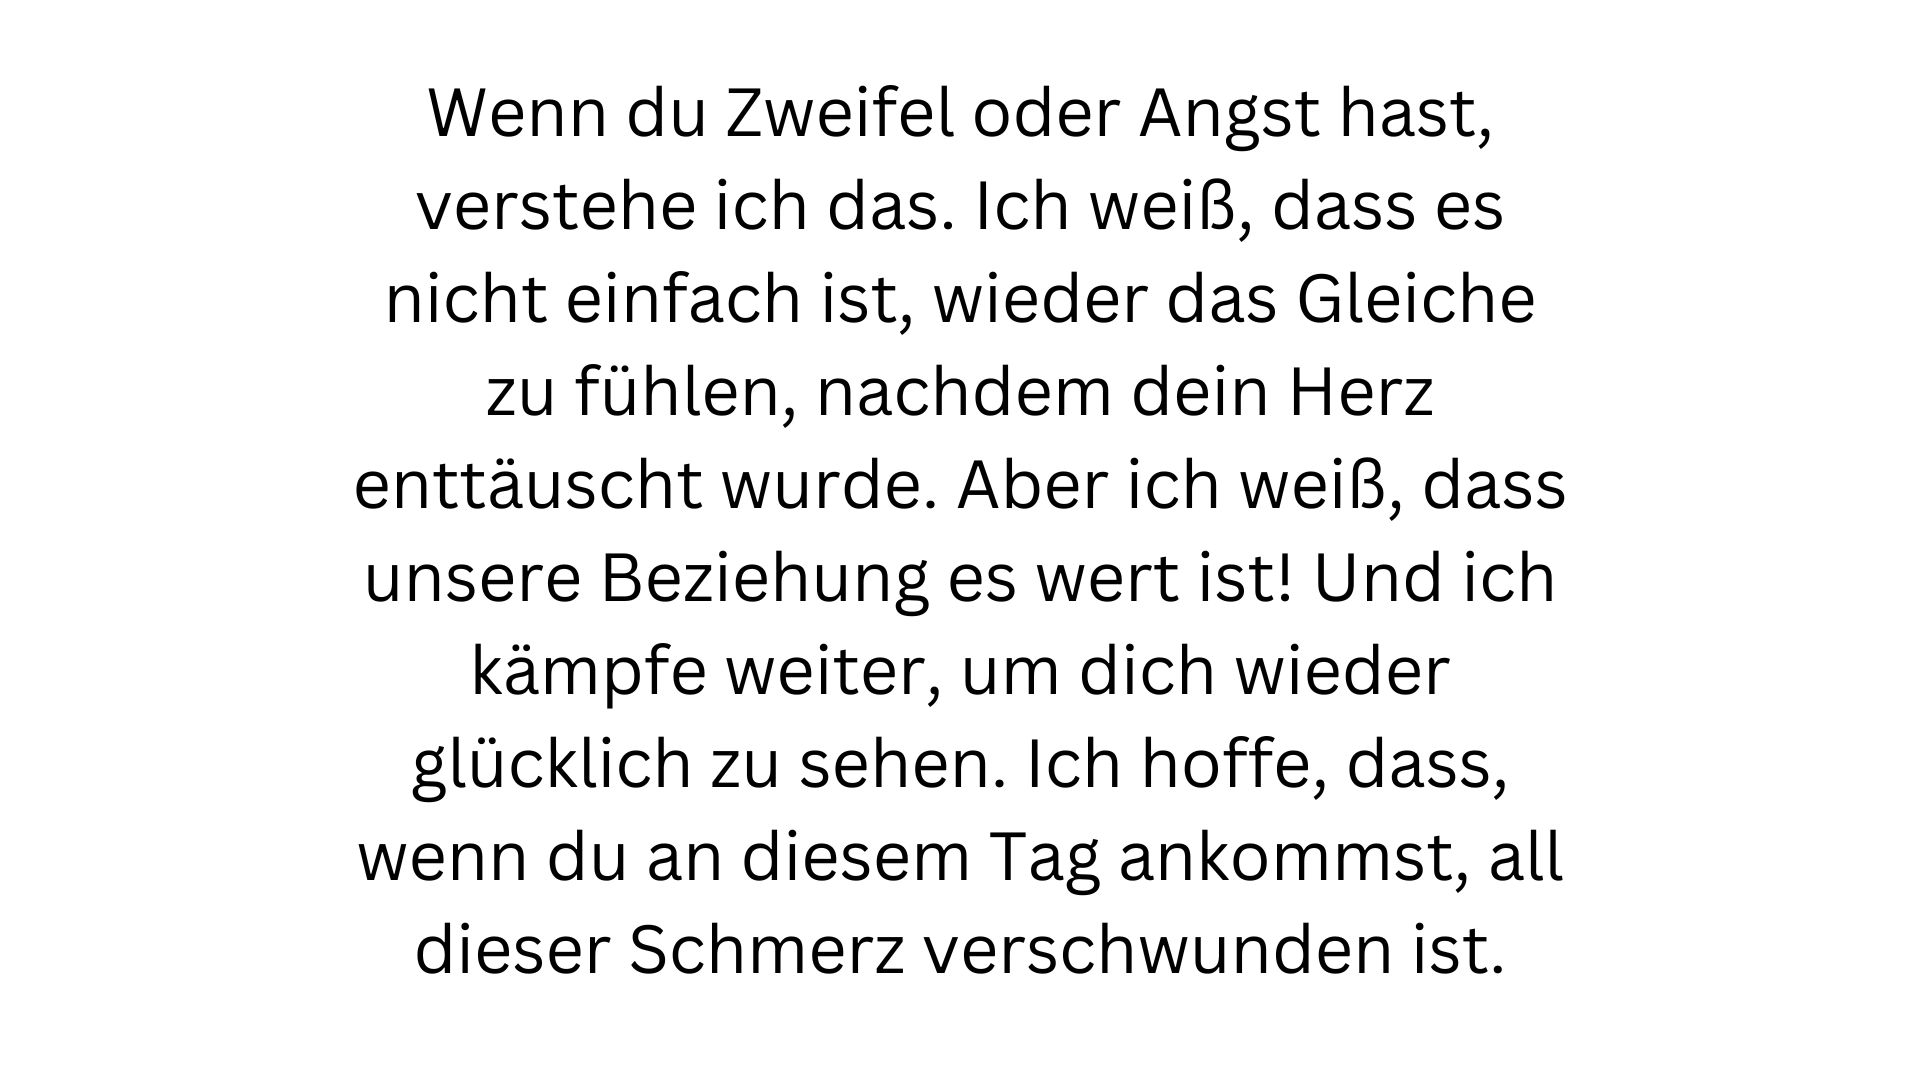 Wenn du Zweifel oder Angst hast,
verstehe ich das. Ich weiß, dass es
nicht einfach ist, wieder das Gleiche
zu fühlen, nachdem dein Herz
enttäuscht wurde. Aber ich weiß, dass
unsere Beziehung es wert ist! Und ich
kämpfe weiter, um dich wieder
glücklich zu sehen. Ich hoffe, dass,
wenn du an diesem Tag ankommst, all
dieser Schmerz verschwunden ist.